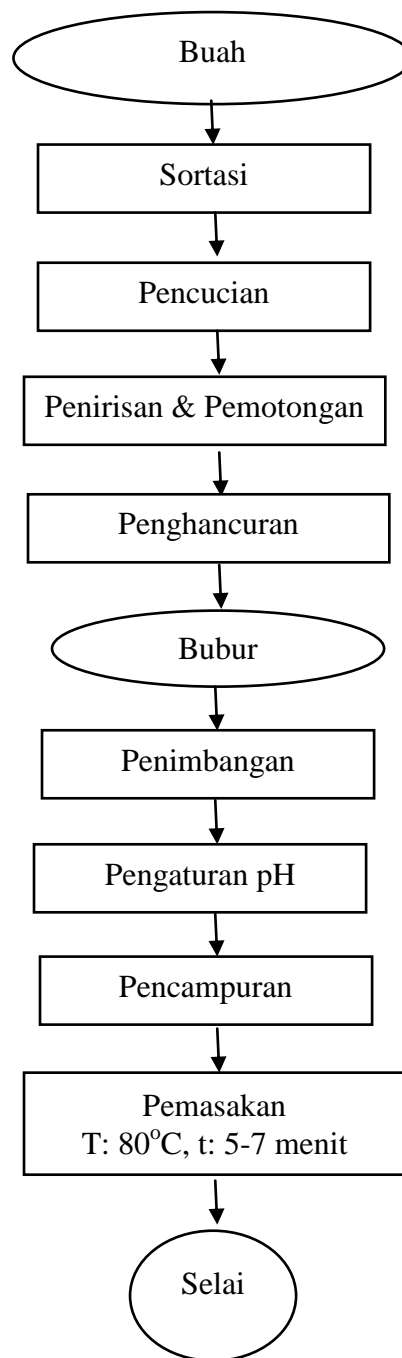 Buah
Sortasi
Pencucian
Penirisan & Pemotongan
Penghancuran
Bubur
Penimbangan
Pengaturan pH
Pencampuran
Pemasakan
T: 80°C, t: 5-7 menit
Selai